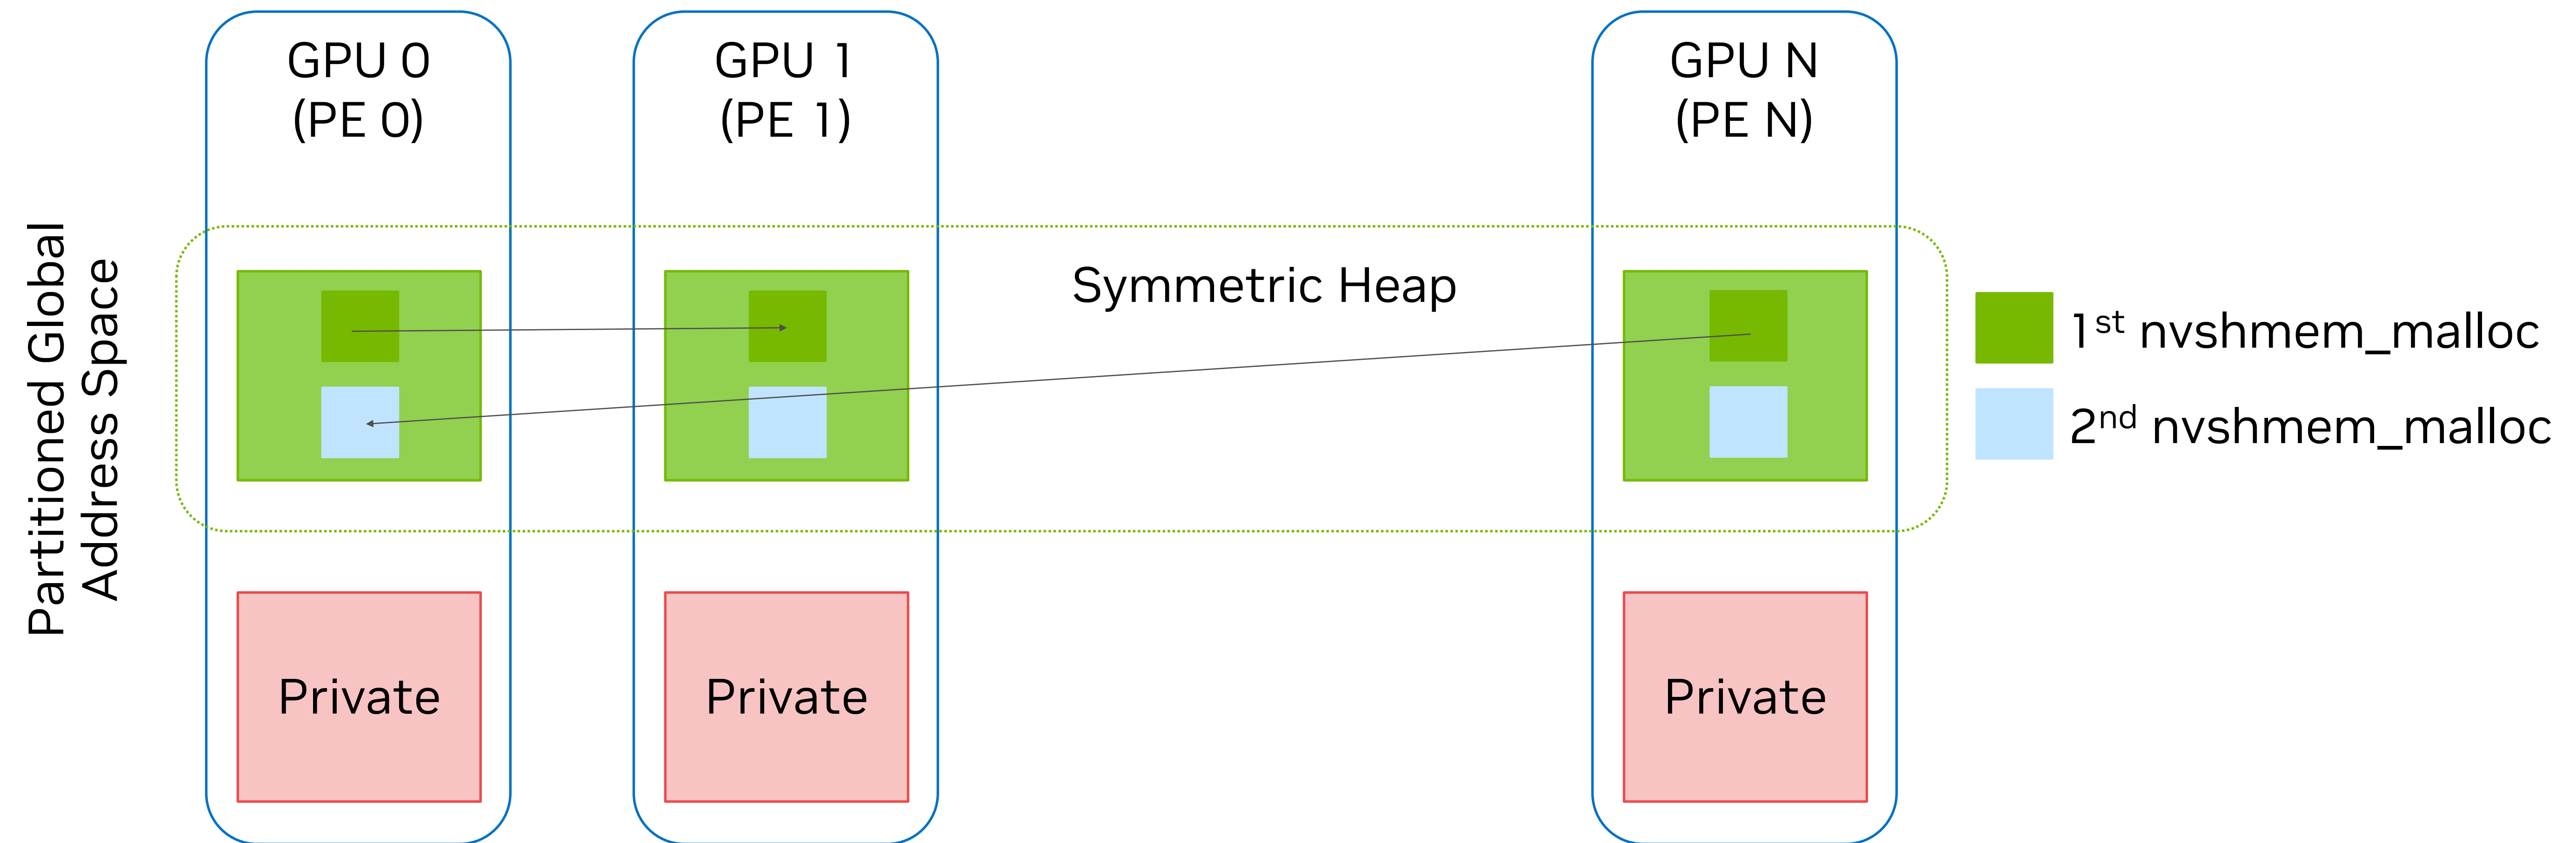 GPU 0
(PE 0)
GPU 1
(PE 1)
GPU N
(PE N)
Partitioned Global
Address Space
Symmetric Heap
1st nvshmem_malloc
2nd nvshmem_malloc
Private
Private
Private